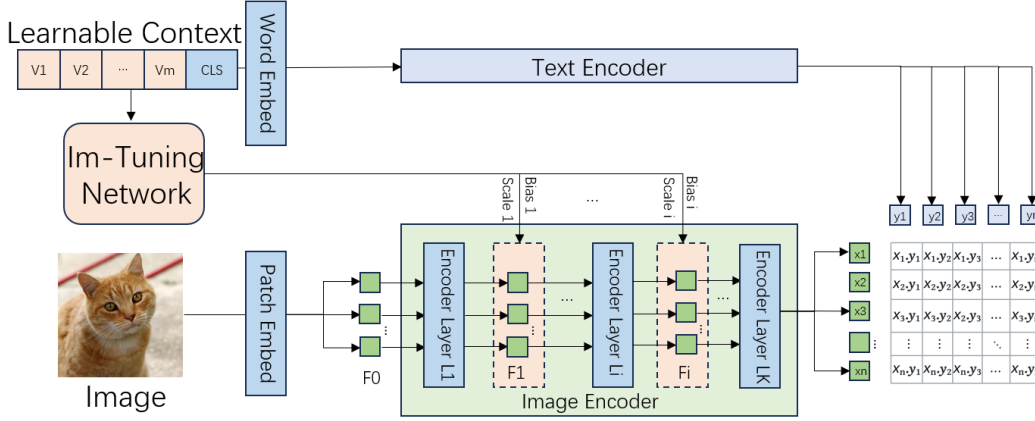 Learnable Context
V1 V2 ... Vm CLS
Word Embed
Text Encoder
Im-Tuning
Network
Scale 1
Bias 1
...
Scale i
Bias i
y1 y2 y3 ...
Image
Patch Embed
F0
...
Encoder Layer L1
F1
...
...
Encoder Layer Li
Fi
...
...
Encoder Layer LK
Image Encoder
x1
x2
x3
...
xn
x₁.y₁ x₁.y₂ x₁.y₃ ...
x₂.y₁ x₂.y₂ x₂.y₃ ...
x₃.y₁ x₃.y₂ x₂.y₃ ...
⋮ ⋮ ⋮ ⋱ ⋮
xₙ.y₁ xₙ.y₂ xₙ.y₃ ...